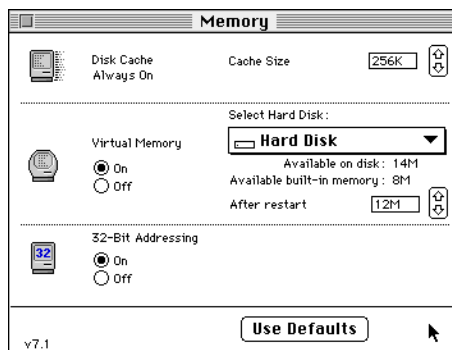 Memory
Disk Cache
Always On
Cache Size
256K
Select Hard Disk:
Virtual Memory
Hard Disk
On
Off
Available on disk: 14M
Available built-in memory: 8M
After restart
12M
32-Bit Addressing
32
On
Off
Use Defaults
v7.1